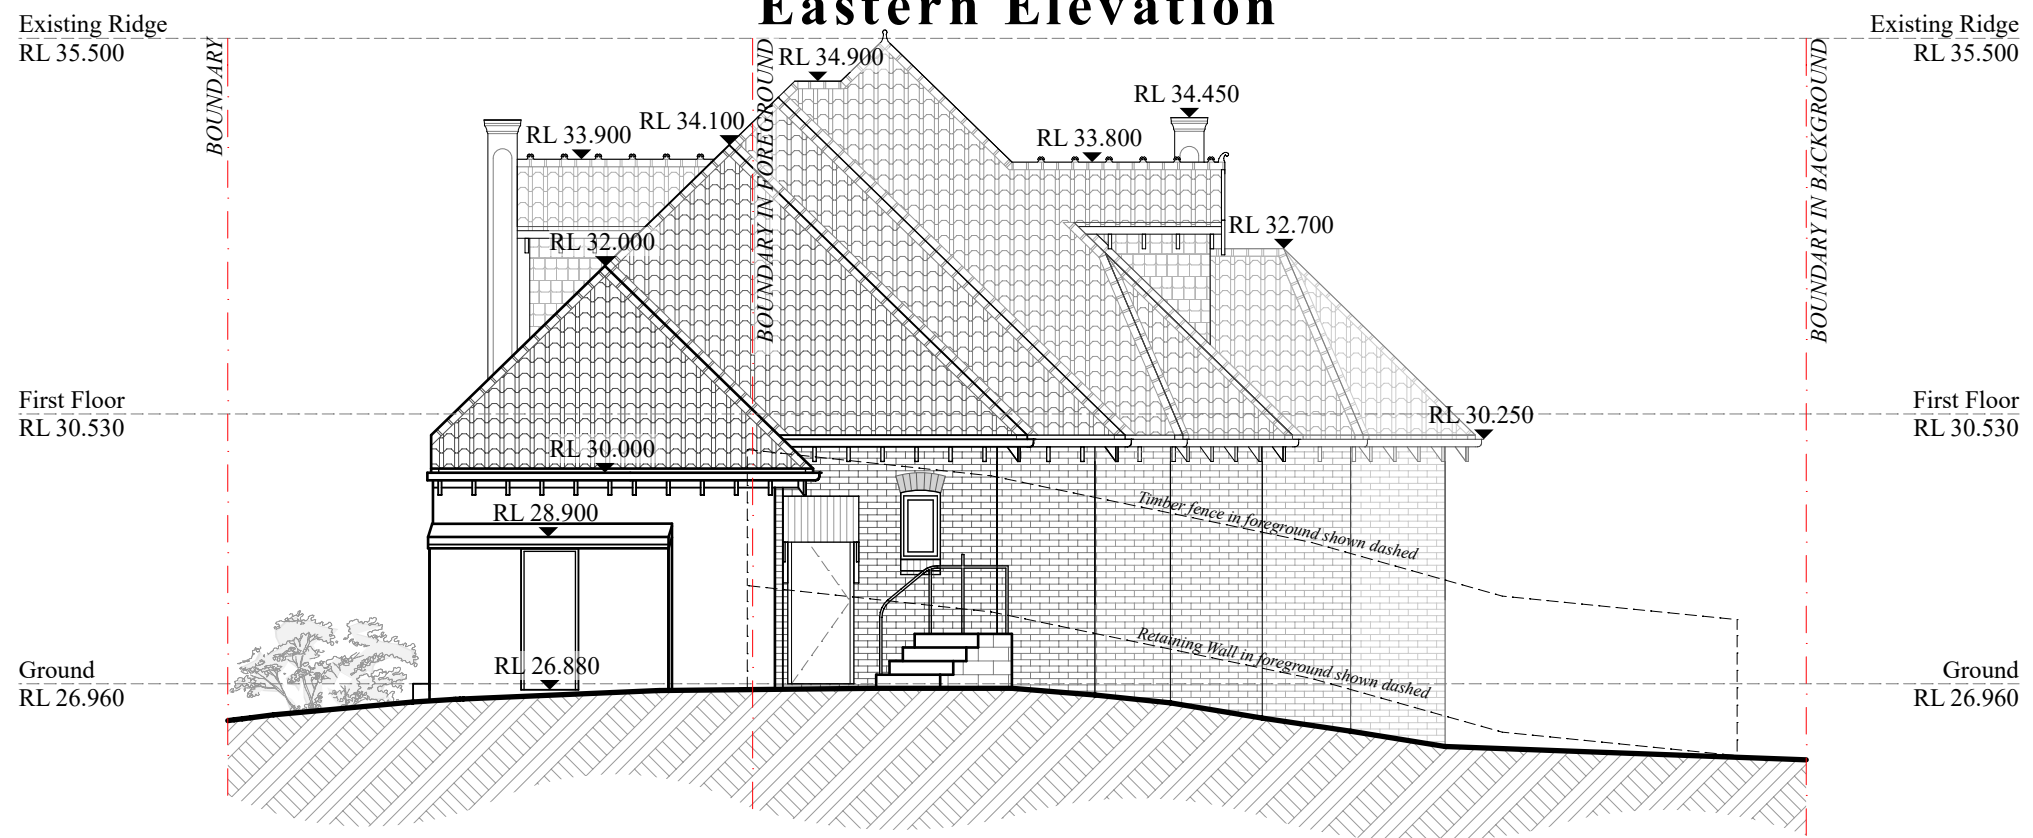 Eastern Elevation
Existing Ridge
RL 35.500
Existing Ridge
RL 35.500
BOUNDARY
BOUNDARY IN FOREGROUND
BOUNDARY IN BACKGROUND
RL 34.900
RL 34.450
RL 34.100
RL 33.900
RL 33.800
RL 32.700
RL 32.000
First Floor
RL 30.530
First Floor
RL 30.530
RL 30.250
RL 30.000
RL 28.900
Timber fence in foreground shown dashed
Retaining Wall in foreground shown dashed
RL 26.880
Ground
RL 26.960
Ground
RL 26.960